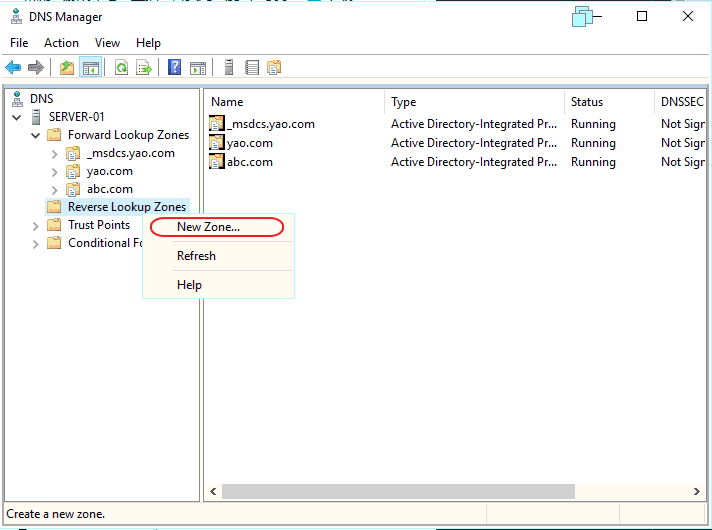 DNS Manager
File Action View Help
DNS
SERVER-01
Forward Lookup Zones
_msdcs.yao.com
yao.com
abc.com
Reverse Lookup Zones
Trust Points
Conditional Fo
New Zone...
Refresh
Help
Name Type Status DNSSEC
_msdcs.yao.com Active Directory-Integrated Pr... Running Not Sign
yao.com Active Directory-Integrated Pr... Running Not Sign
abc.com Active Directory-Integrated Pr... Running Not Sign
Create a new zone.